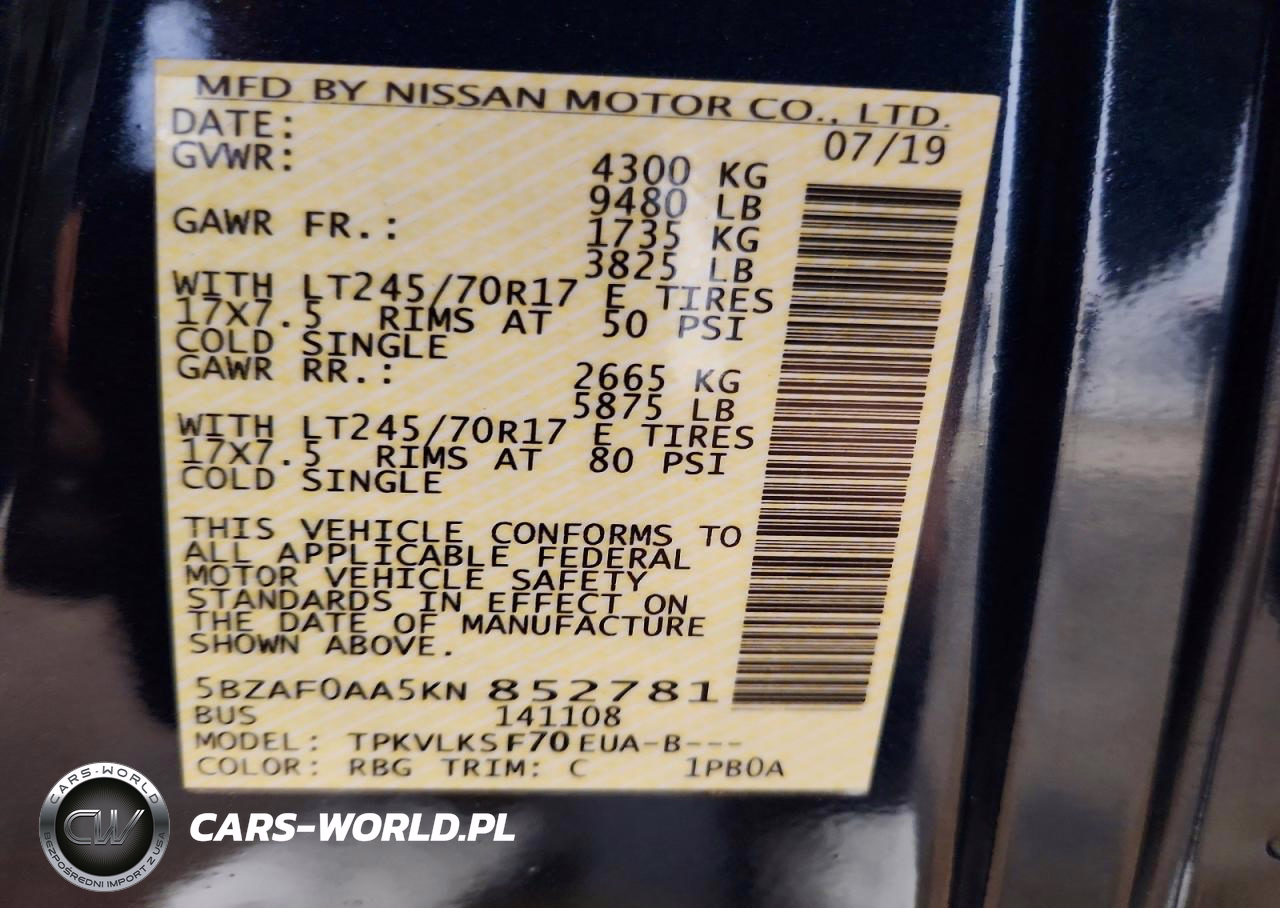 MFD BY NISSAN MOTOR CO., LTD.
DATE: 07/19
GVWR: 4300 KG
9480 LB
GAWR FR.: 1735 KG
3825 LB
WITH LT245/70R17 E TIRES
17X7.5 RIMS AT 50 PSI
COLD SINGLE
GAWR RR.: 2665 KG
5875 LB
WITH LT245/70R17 E TIRES
17X7.5 RIMS AT 80 PSI
COLD SINGLE
THIS VEHICLE CONFORMS TO
ALL APPLICABLE FEDERAL
MOTOR VEHICLE SAFETY
STANDARDS IN EFFECT ON
THE DATE OF MANUFACTURE
SHOWN ABOVE.
5BZAF0AA5KN 852781
BUS 141108
MODEL: TPKVLKSF70EUA-B---
COLOR: RBG TRIM: C 1PB0A
CARS-WORLD
CW
BEZPOŚREDNI IMPORT Z USA
CARS-WORLD.PL